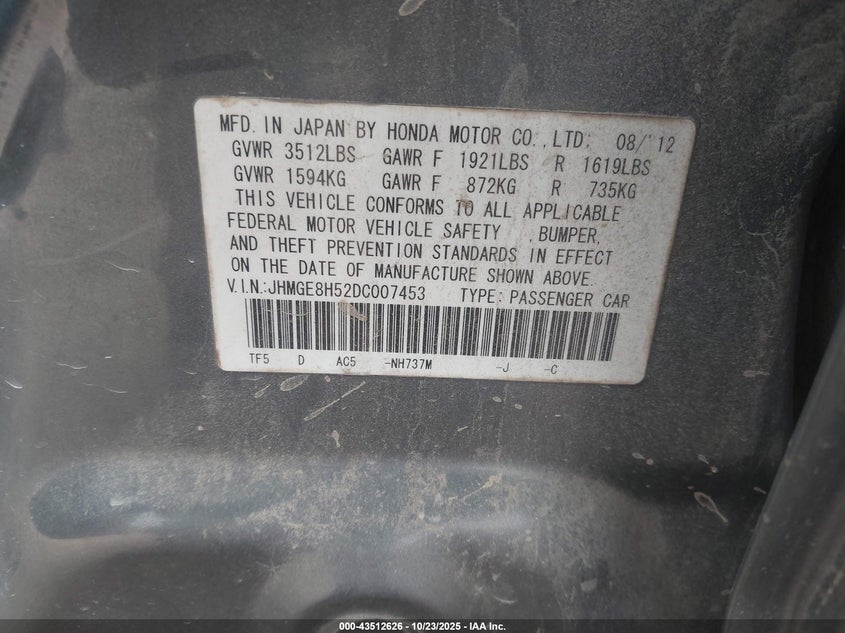 MFD. IN JAPAN BY HONDA MOTOR CO., LTD. 08/'12
GVWR 3512LBS GAWR F 1921LBS R 1619LBS
GVWR 1594KG GAWR F 872KG R 735KG
THIS VEHICLE CONFORMS TO ALL APPLICABLE
FEDERAL MOTOR VEHICLE SAFETY , BUMPER,
AND THEFT PREVENTION STANDARDS IN EFFECT
ON THE DATE OF MANUFACTURE SHOWN ABOVE.
V.I.N.:JHMGE8H52DC007453 TYPE: PASSENGER CAR
TF5 D AC5 -NH737M -J -C
000-43512626 - 10/23/2025 - IAA Inc.